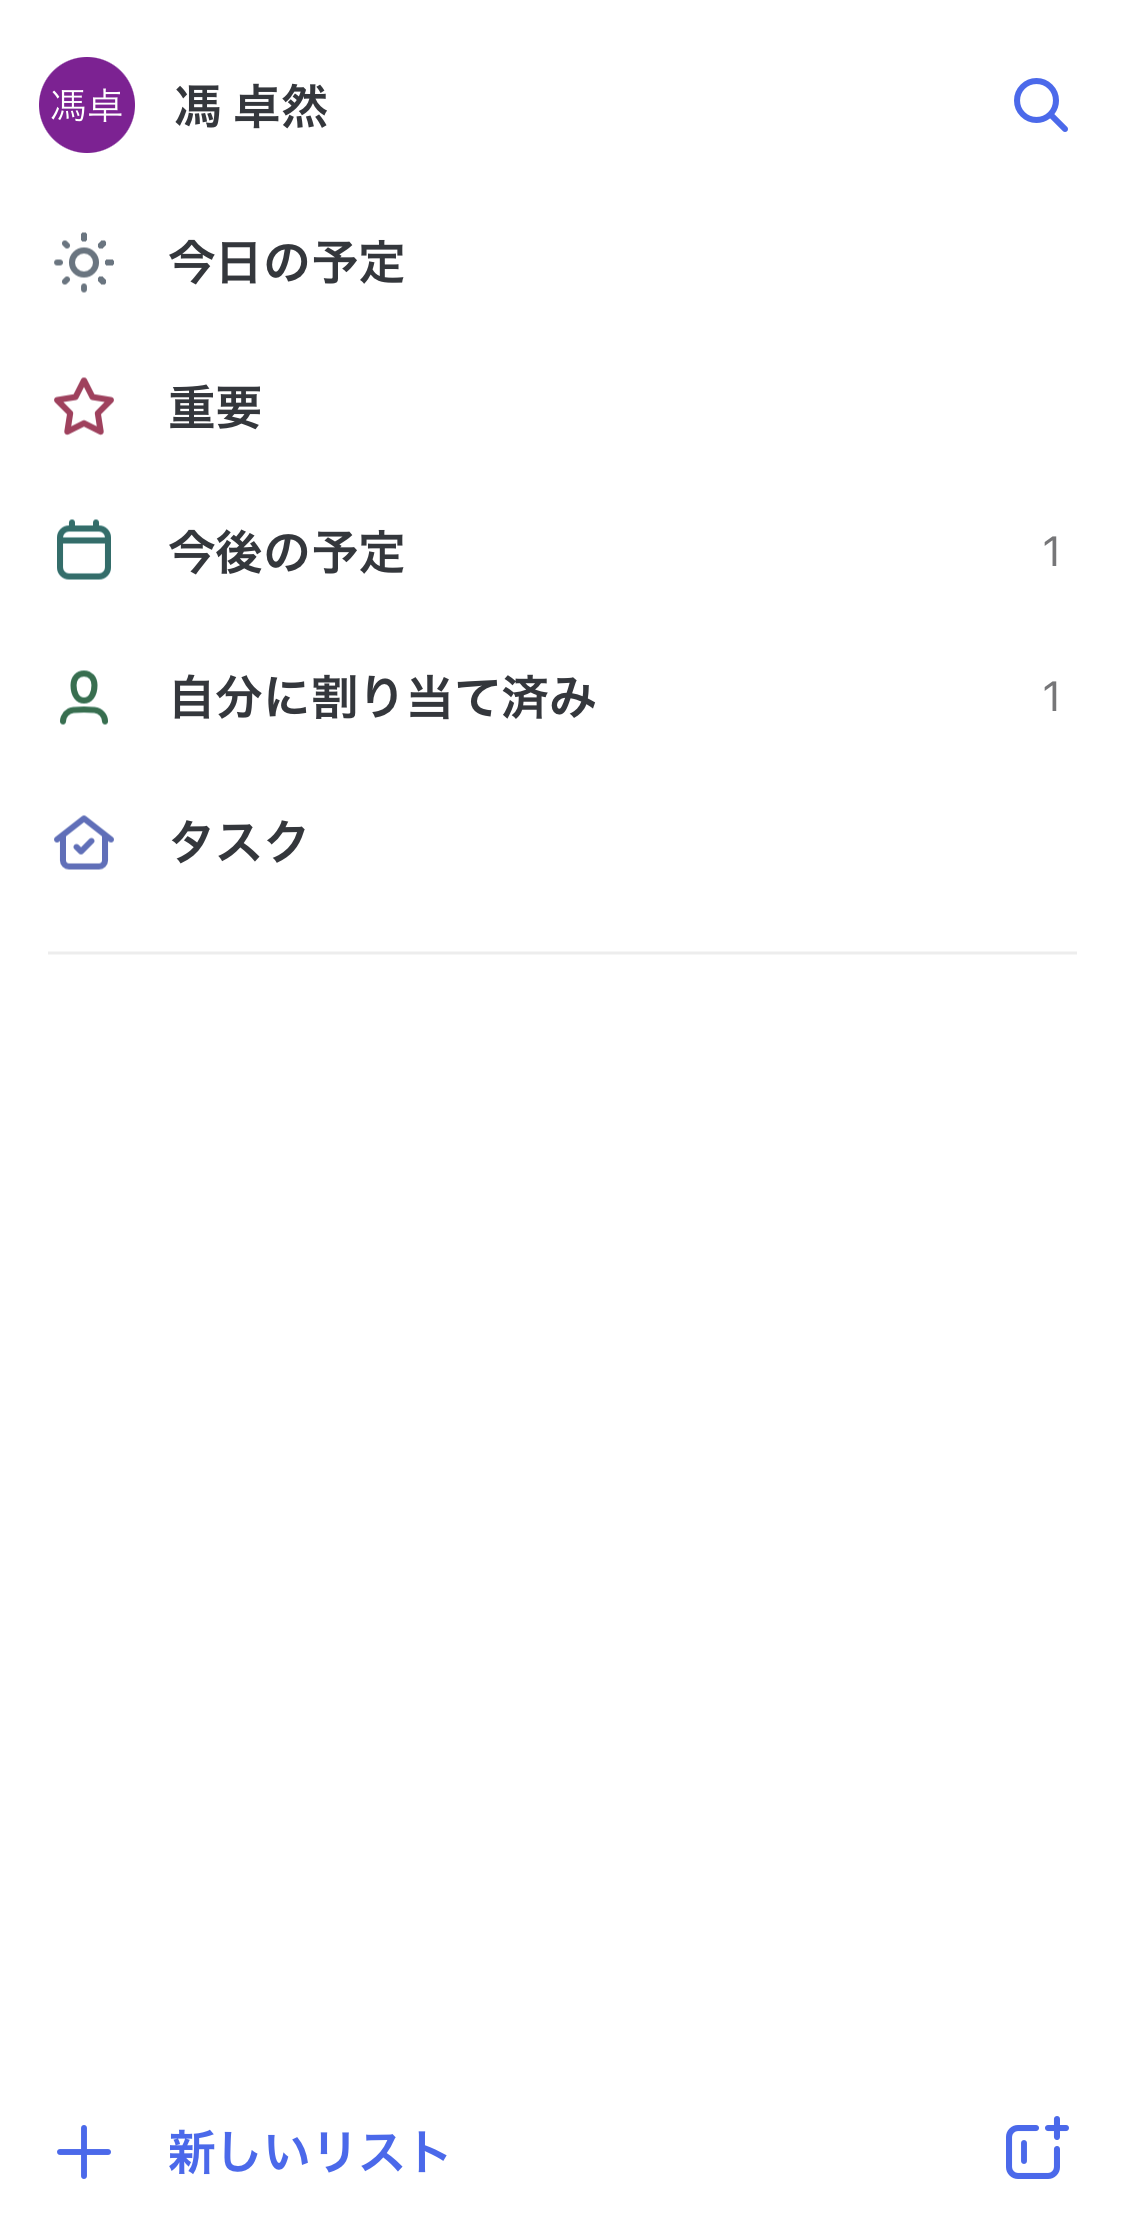 馮卓 馮 卓然
今日の予定
重要
今後の予定 1
自分に割り当て済み 1
タスク
新しいリスト